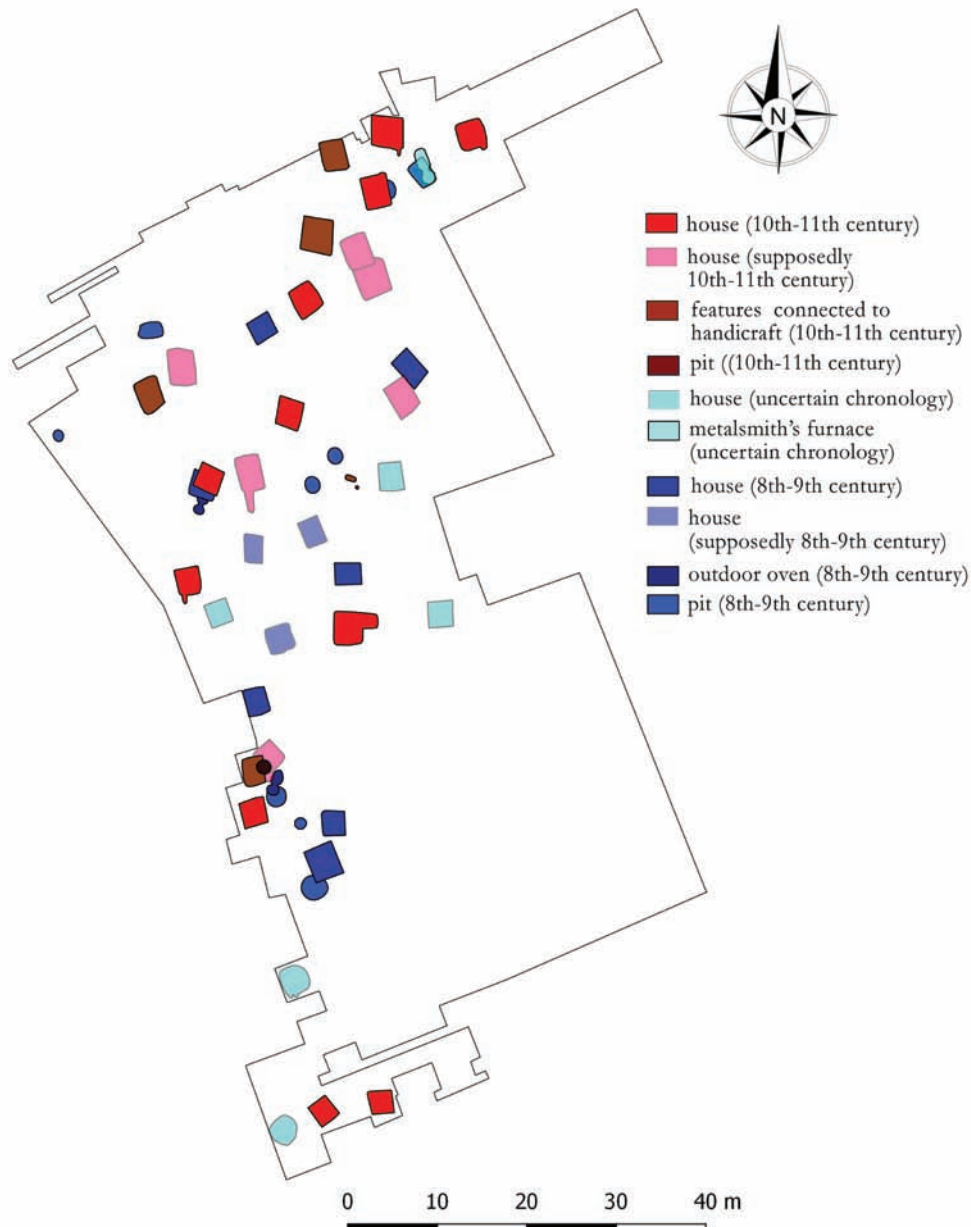 N
house (10th-11th century)
house (supposedly
10th-11th century)
features connected to
handicraft (10th-11th century)
pit ((10th-11th century)
house (uncertain chronology)
metalsmith's furnace
(uncertain chronology)
house (8th-9th century)
house
(supposedly 8th-9th century)
outdoor oven (8th-9th century)
pit (8th-9th century)
0 10 20 30 40 m